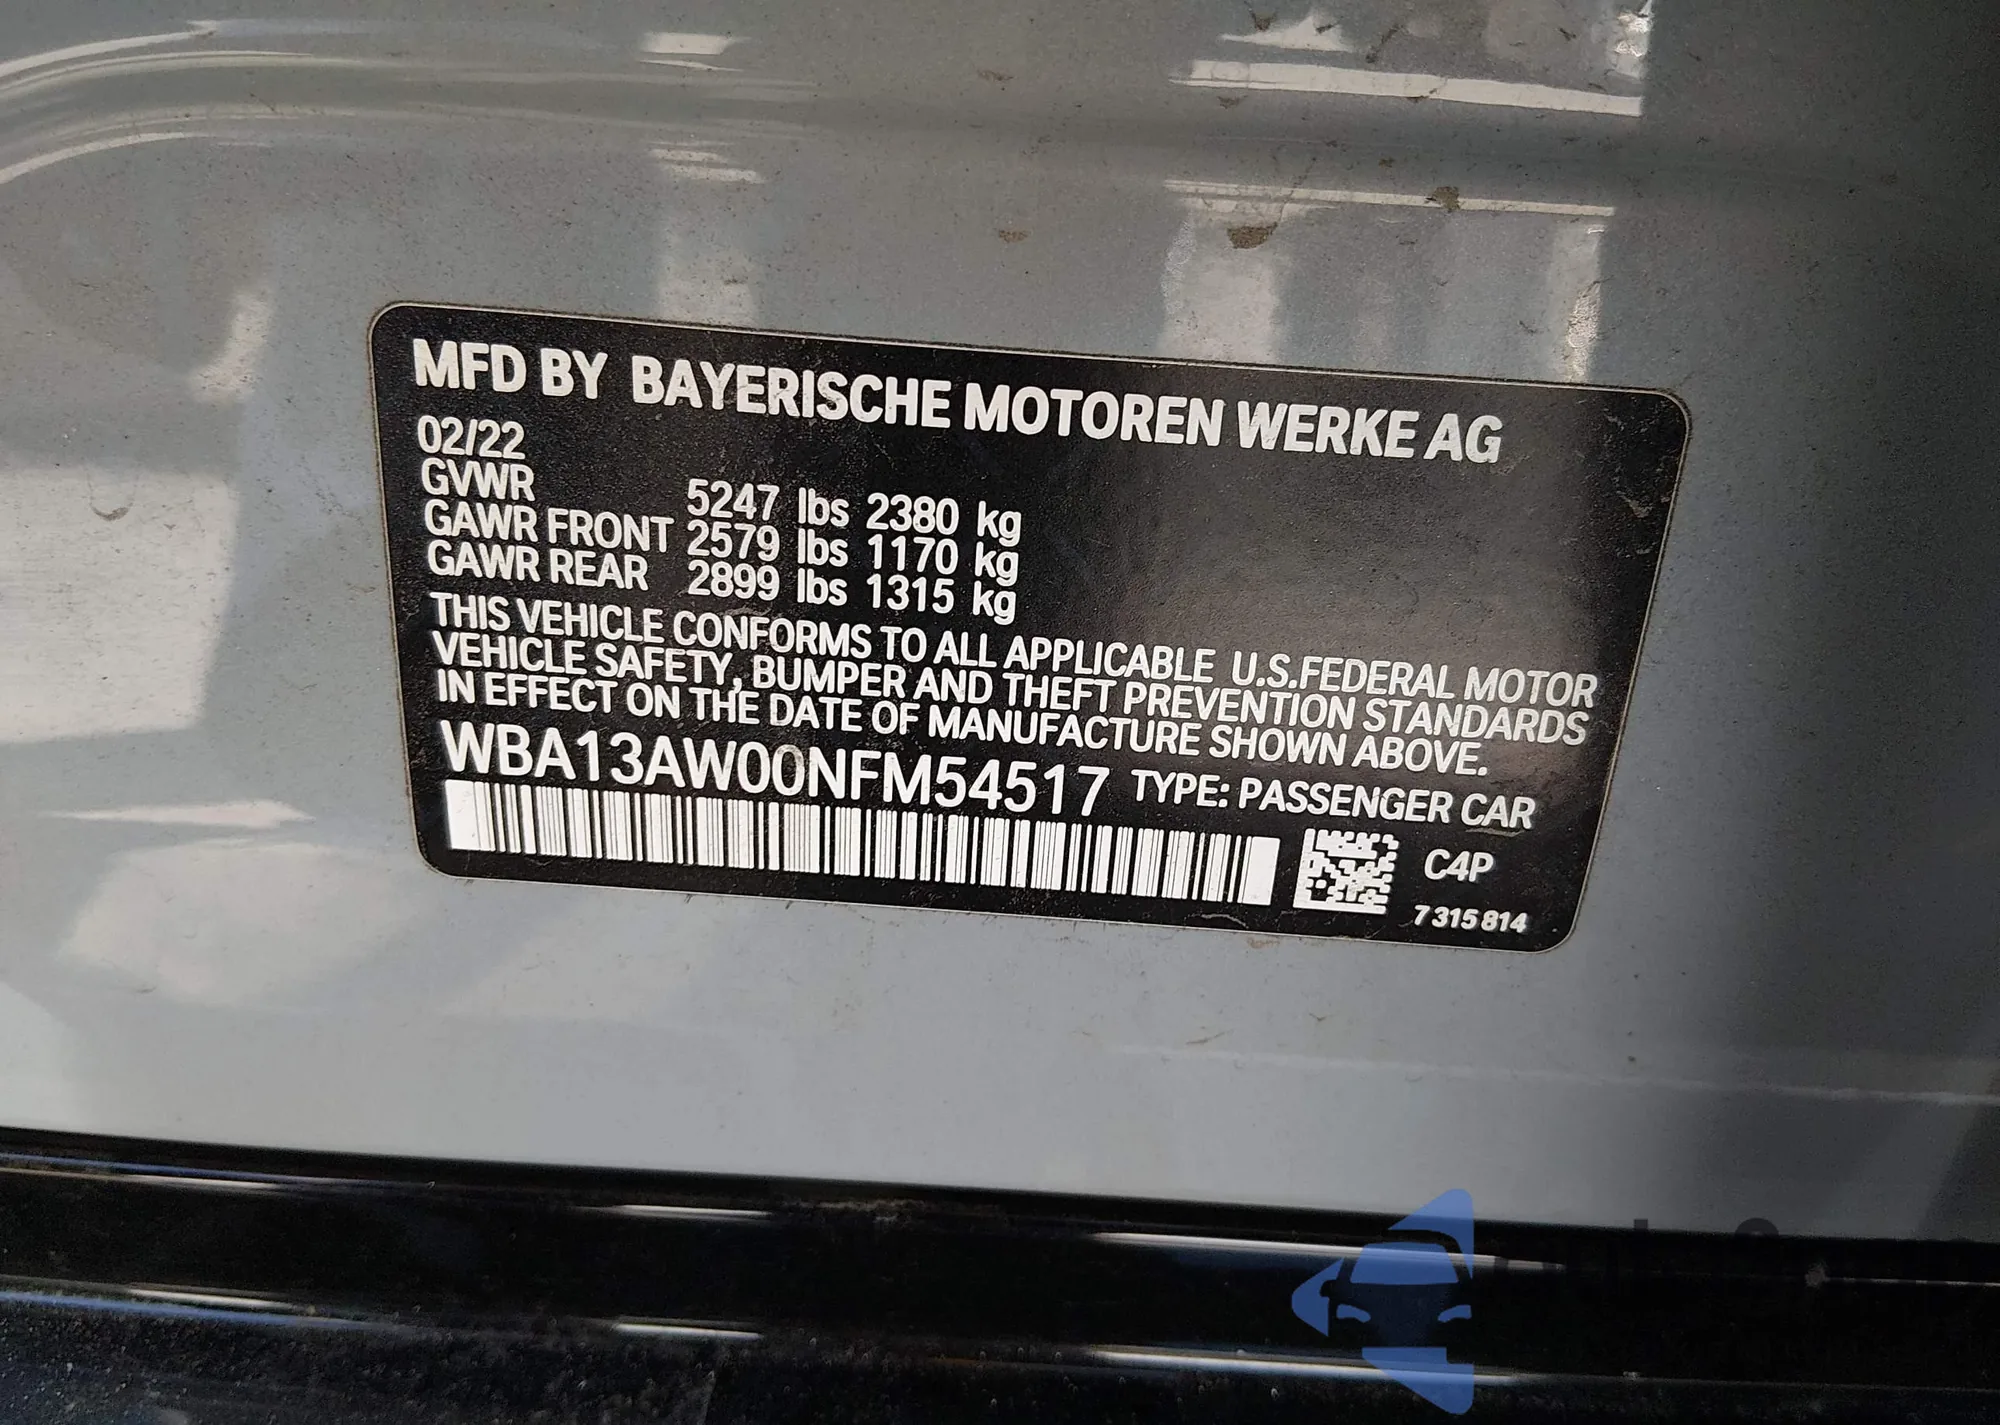 MFD BY BAYERISCHE MOTOREN WERKE AG
02/22
GVWR 5247 lbs 2380 kg
GAWR FRONT 2579 lbs 1170 kg
GAWR REAR 2899 lbs 1315 kg
THIS VEHICLE CONFORMS TO ALL APPLICABLE U.S.FEDERAL MOTOR
VEHICLE SAFETY, BUMPER AND THEFT PREVENTION STANDARDS
IN EFFECT ON THE DATE OF MANUFACTURE SHOWN ABOVE.
WBA13AW00NFM54517 TYPE: PASSENGER CAR
C4P
7 315 814